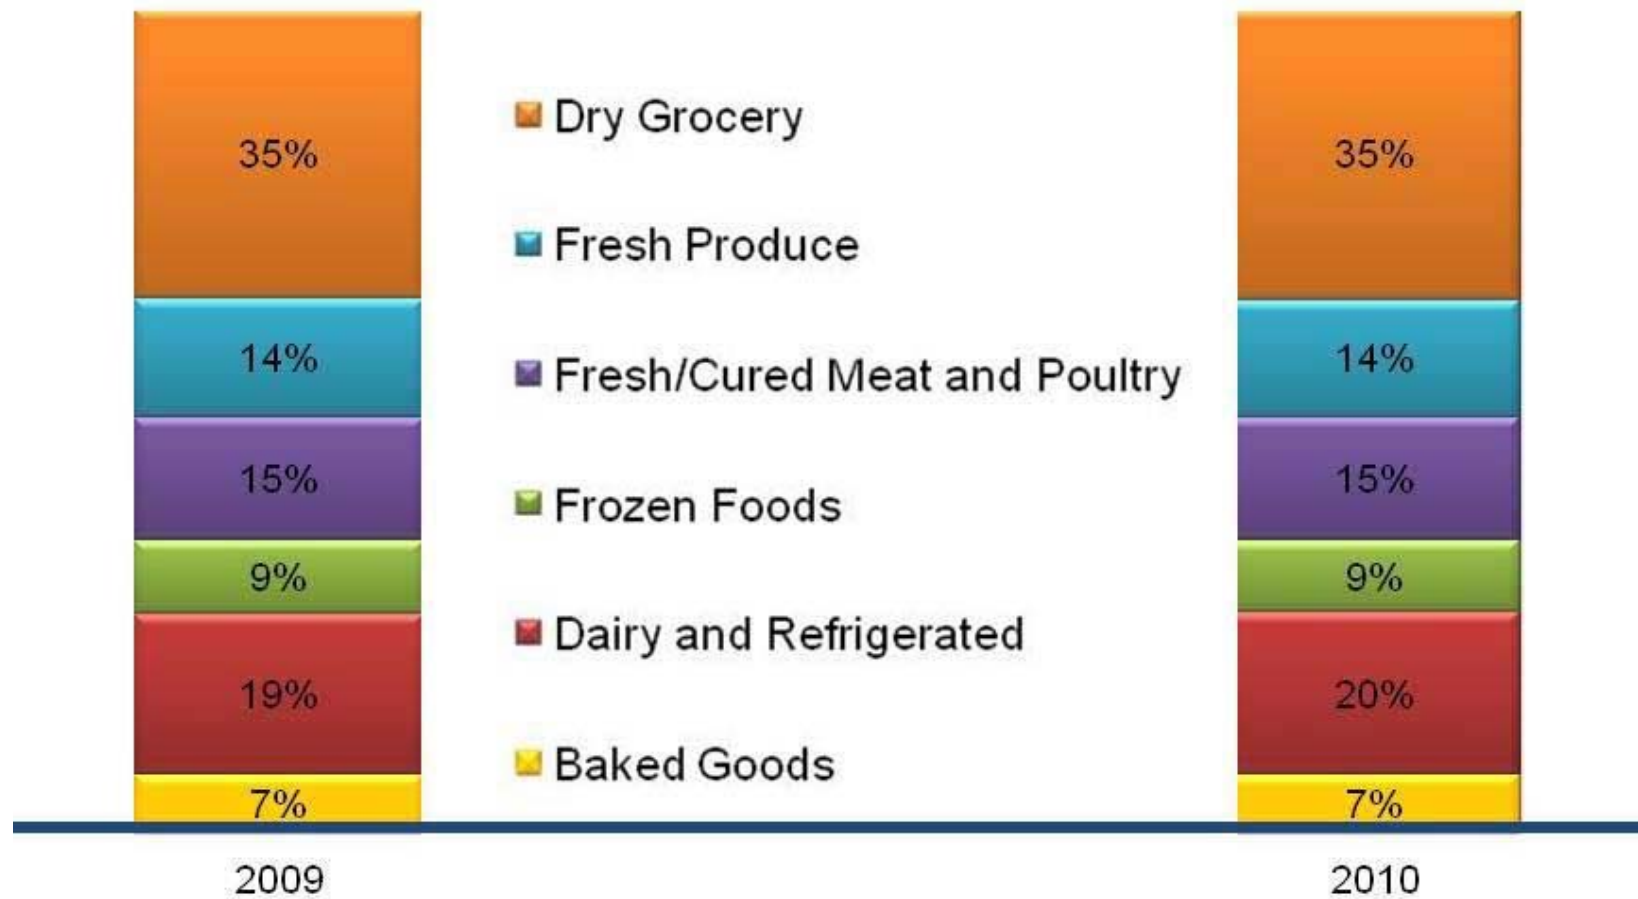 35%
14%
15%
9%
19%
7%
2009
Dry Grocery
Fresh Produce
Fresh/Cured Meat and Poultry
Frozen Foods
Dairy and Refrigerated
Baked Goods
35%
14%
15%
9%
20%
7%
2010